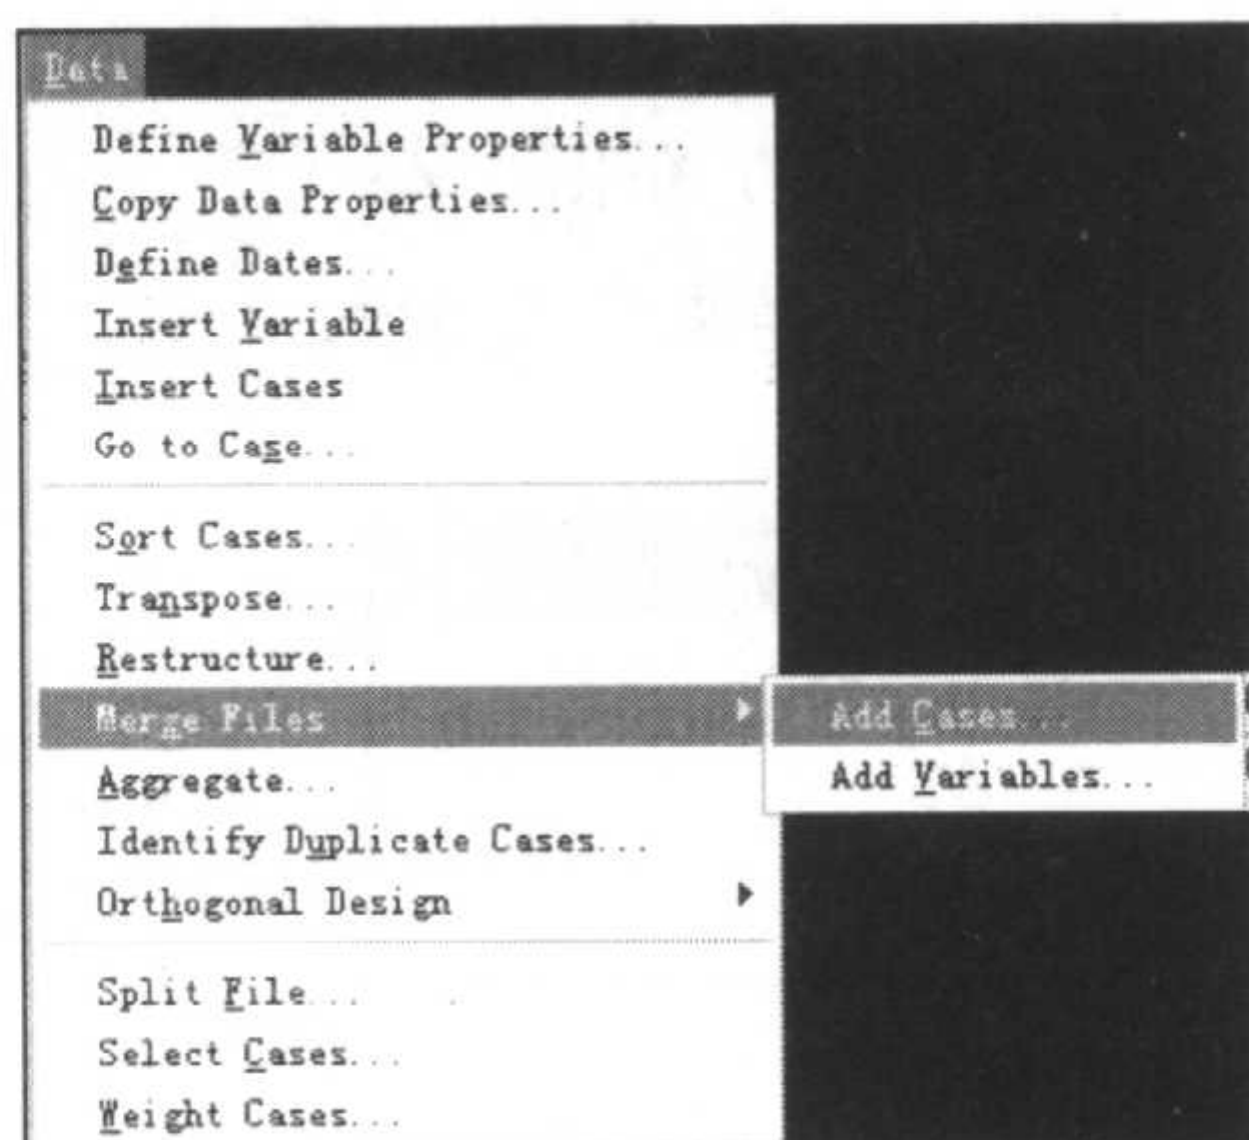 Data
Define Variable Properties...
Copy Data Properties...
Define Dates...
Insert Variable
Insert Cases
Go to Case...
Sort Cases...
Transpose...
Restructure...
Merge Files
Add Cases...
Add Variables...
Aggregate...
Identify Duplicate Cases...
Orthogonal Design
Split File...
Select Cases...
Weight Cases...